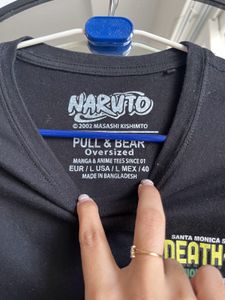 NARUTO
© 2002 MASASHI KISHIMTO
PULL & BEAR
Oversized
MANGA & ANIME TEES SINCE 01
EUR / L USA / L MEX / 40
MADE IN BANGLADESH
SANTA MONICA S
DEATH